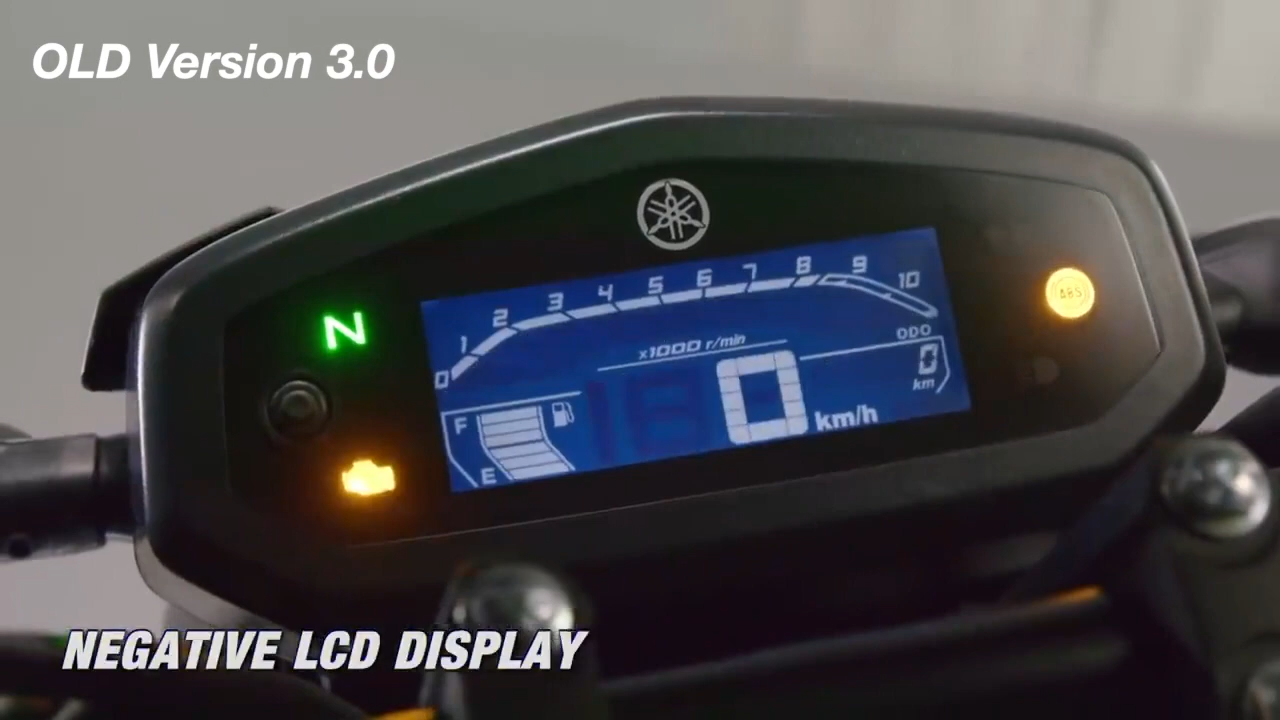 OLD Version 3.0
N
ABS
0 1 2 3 4 5 6 7 8 9 10
x1000 r/min
ODO
0
km
F
E
0 km/h
NEGATIVE LCD DISPLAY